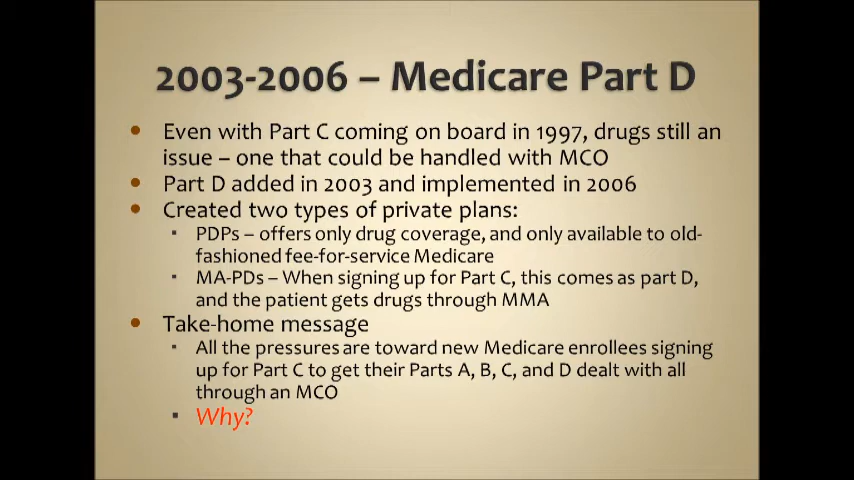 2003-2006 – Medicare Part D
• Even with Part C coming on board in 1997, drugs still an
issue – one that could be handled with MCO
• Part D added in 2003 and implemented in 2006
• Created two types of private plans:
▪ PDPs – offers only drug coverage, and only available to old-
fashioned fee-for-service Medicare
▪ MA-PDs – When signing up for Part C, this comes as part D,
and the patient gets drugs through MMA
• Take-home message
▪ All the pressures are toward new Medicare enrollees signing
up for Part C to get their Parts A, B, C, and D dealt with all
through an MCO
▪ Why?